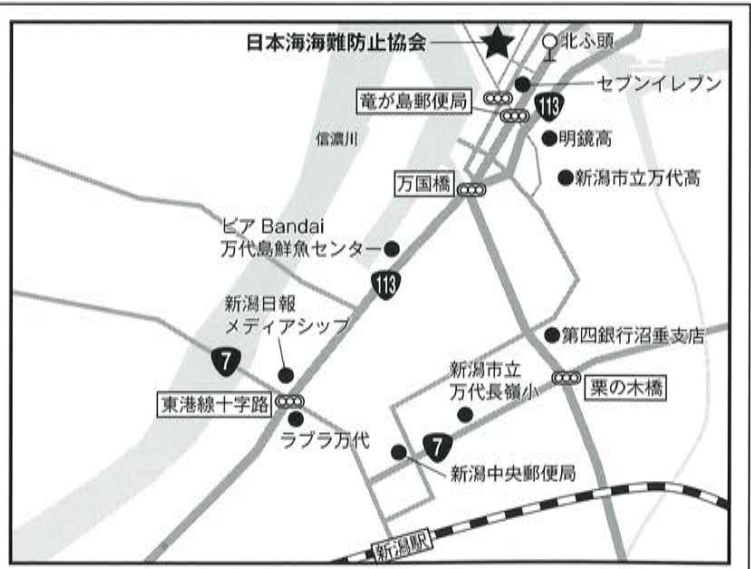 日本海海難防止協会
北ふ頭
セブンイレブン
竜が島郵便局
113
明鏡高
信濃川
新潟市立万代高
万国橋
ピア Bandai
万代島鮮魚センター
113
新潟日報
メディアシップ
第四銀行沼垂支店
7
新潟市立
万代長嶺小
栗の木橋
東港線十字路
ラブラ万代
7
新潟中央郵便局
新潟駅